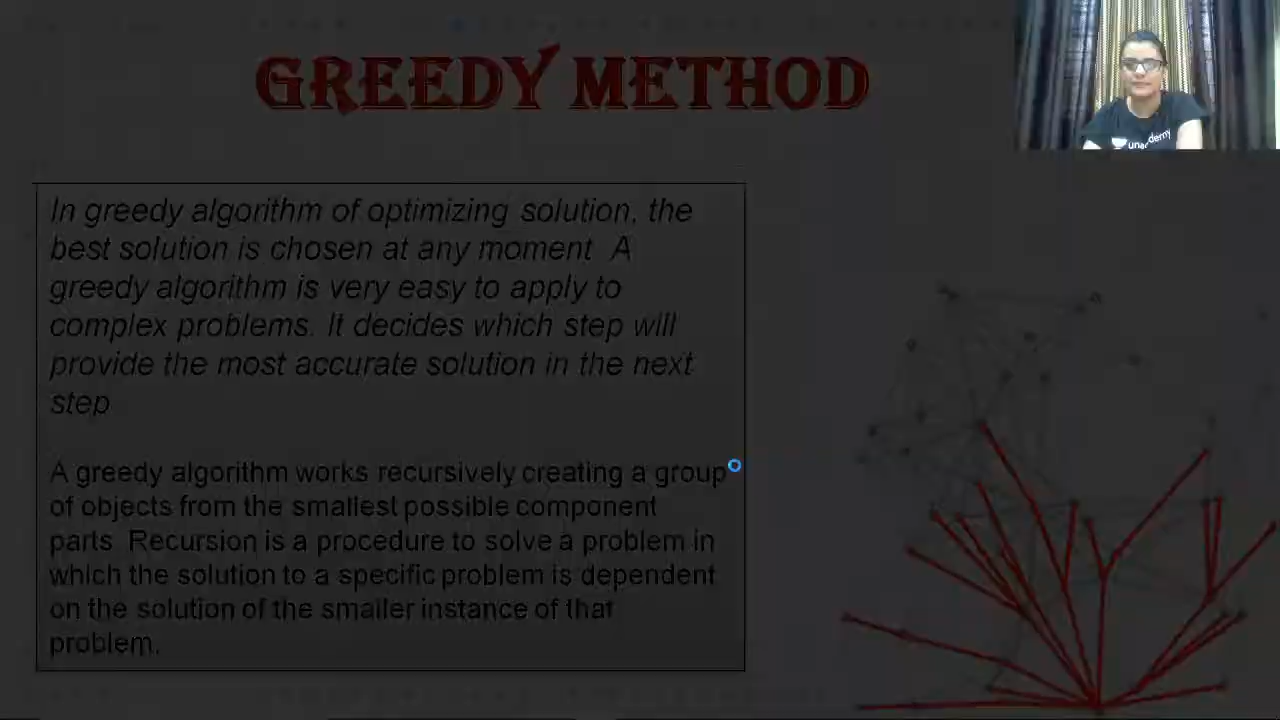 GREEDY METHOD
In greedy algorithm of optimizing solution, the
best solution is chosen at any moment  A
greedy algorithm is very easy to apply to
complex problems. It decides which step will
provide the most accurate solution in the next
step
A greedy algorithm works recursively creating a group
of objects from the smallest possible component
parts  Recursion is a procedure to solve a problem in
which the solution to a specific problem is dependent
on the solution of the smaller instance of that
problem.
unacademy